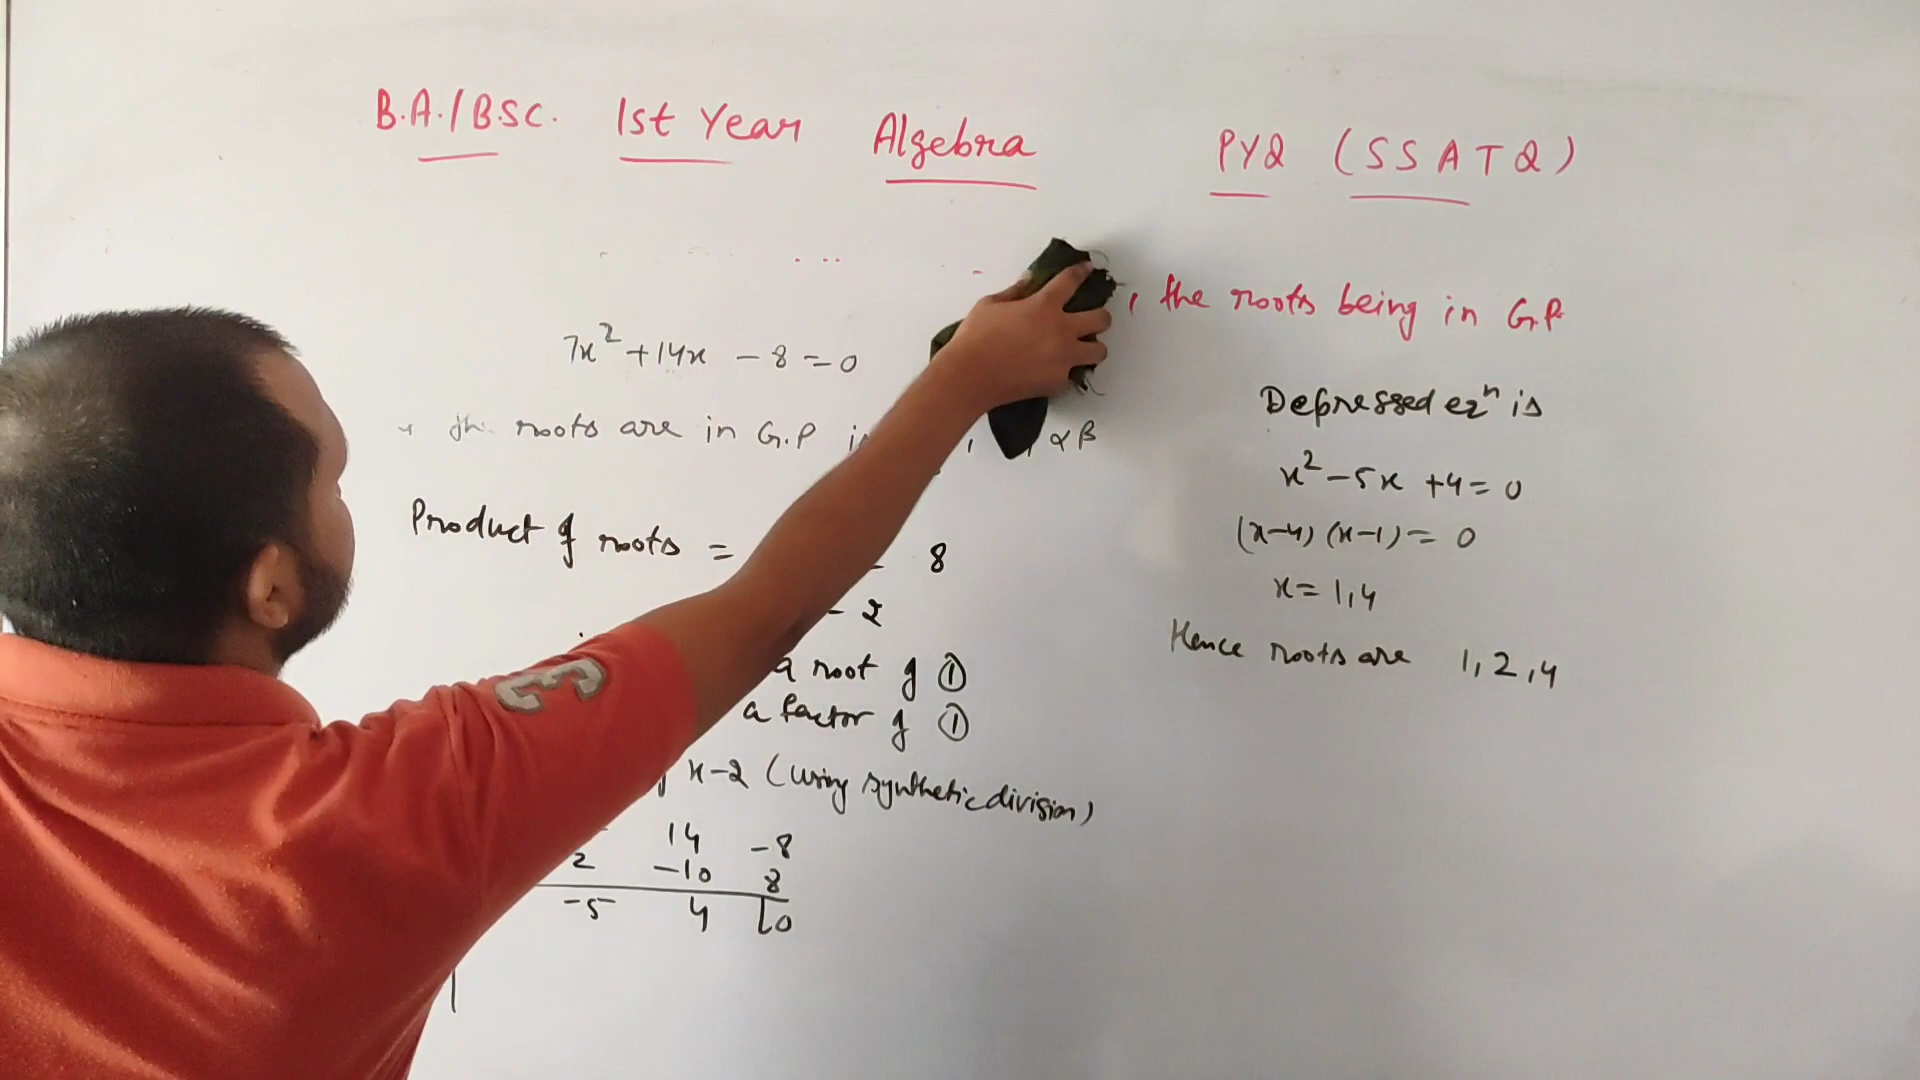 B.A./B.SC. 1st Year Algebra PYQ (SSATQ)
, the roots being in G.P.
7x² + 14x - 8 = 0
roots are in G.P αβ
Product of roots = 8
- 2
a root of ①
a factor of ①
x-2 (using synthetic division)
14 -8
2 -10 8
-5 4 0
Depressed eqⁿ is
x² - 5x + 4 = 0
(x-4) (x-1) = 0
x = 1, 4
Hence roots are 1, 2, 4